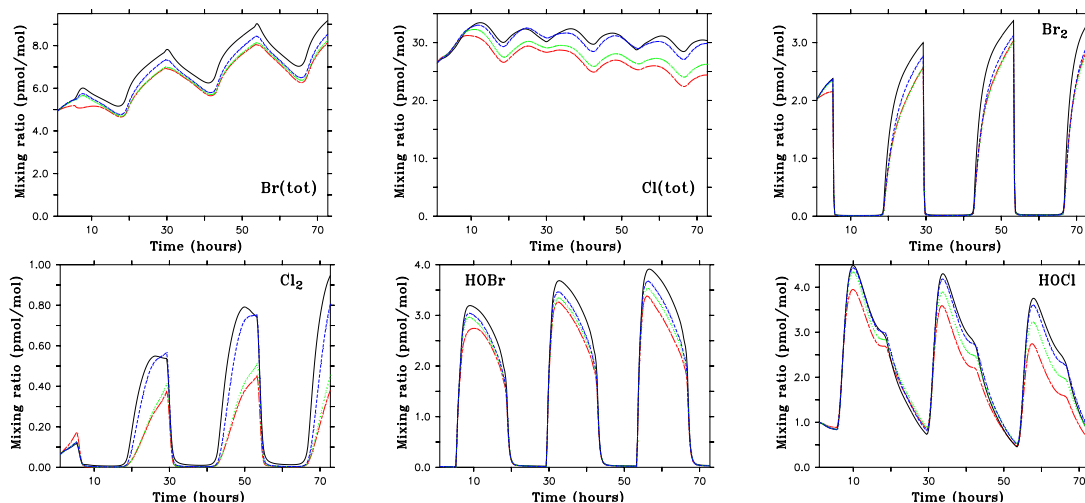 Mixing ratio (pmol/mol)
8.0
6.0
4.0
2.0
0.0
10
30
50
70
Time (hours)
Br(tot)
Mixing ratio (pmol/mol)
30.
20.
10.
0.
10
30
50
70
Time (hours)
Cl(tot)
Mixing ratio (pmol/mol)
3.0
2.0
1.0
0.0
10
30
50
70
Time (hours)
Br₂
Mixing ratio (pmol/mol)
1.00
0.80
0.60
0.40
0.20
0.00
10
30
50
70
Time (hours)
Cl₂
Mixing ratio (pmol/mol)
4.0
3.0
2.0
1.0
0.0
10
30
50
70
Time (hours)
HOBr
Mixing ratio (pmol/mol)
4.0
3.0
2.0
1.0
0.0
10
30
50
70
Time (hours)
HOCl